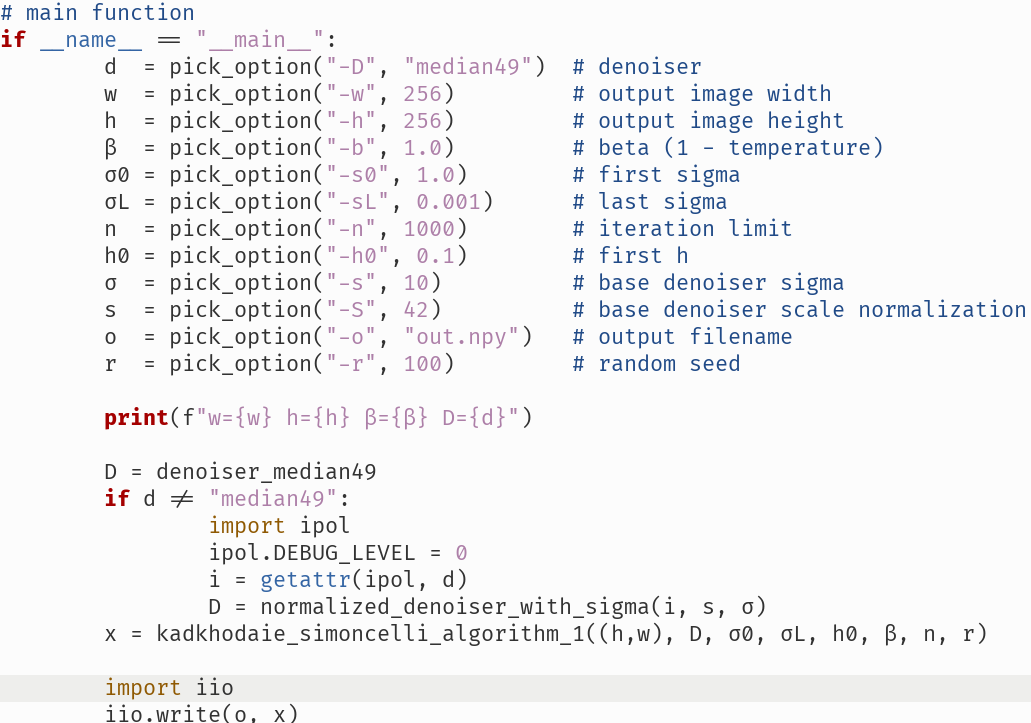 # main function
if __name__ == "__main__":
        d  = pick_option("-D", "median49")  # denoiser
        w  = pick_option("-w", 256)         # output image width
        h  = pick_option("-h", 256)         # output image height
        β  = pick_option("-b", 1.0)         # beta (1 - temperature)
        σ0 = pick_option("-s0", 1.0)        # first sigma
        σL = pick_option("-sL", 0.001)      # last sigma
        n  = pick_option("-n", 1000)        # iteration limit
        h0 = pick_option("-h0", 0.1)        # first h
        σ  = pick_option("-s", 10)          # base denoiser sigma
        s  = pick_option("-S", 42)          # base denoiser scale normalization
        o  = pick_option("-o", "out.npy")   # output filename
        r  = pick_option("-r", 100)         # random seed

        print(f"w={w} h={h} β={β} D={d}")

        D = denoiser_median49
        if d != "median49":
                import ipol
                ipol.DEBUG_LEVEL = 0
                i = getattr(ipol, d)
                D = normalized_denoiser_with_sigma(i, s, σ)
        x = kadkhodaie_simoncelli_algorithm_1((h,w), D, σ0, σL, h0, β, n, r)

        import iio
        iio.write(o, x)